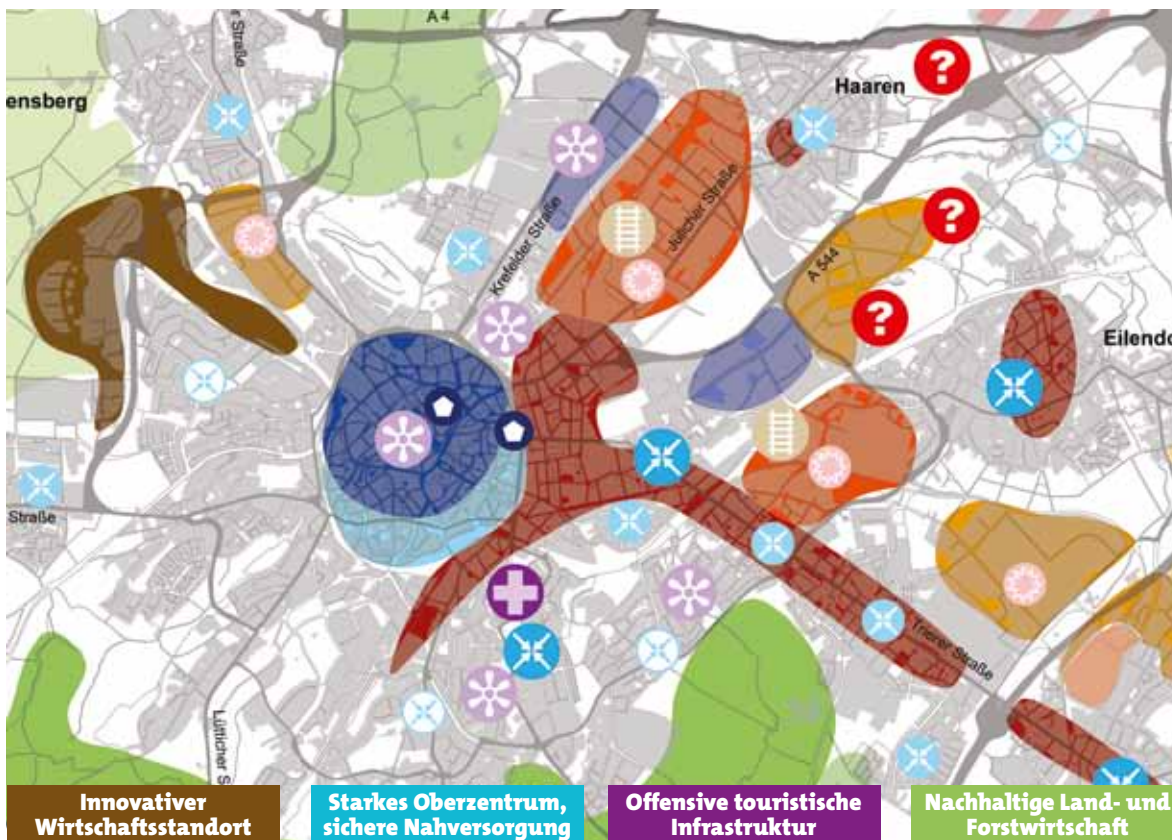 A 4
r Straße
ensberg
Haaren
?
Krefelder Straße
Jülicher Straße
A 544
?
?
Eilendo
Straße
Trierer Straße
Lütticher S
Innovativer
Wirtschaftsstandort
Starkes Oberzentrum,
sichere Nahversorgung
Offensive touristische
Infrastruktur
Nachhaltige Land- und
Forstwirtschaft